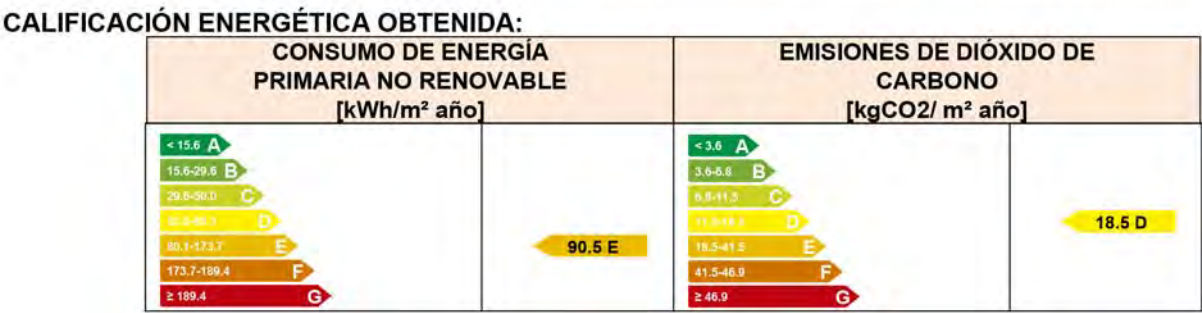 CALIFICACIÓN ENERGÉTICA OBTENIDA:
CONSUMO DE ENERGÍA
PRIMARIA NO RENOVABLE
[kWh/m² año]
EMISIONES DE DIÓXIDO DE
CARBONO
[kgCO2/ m² año]
< 15.6 A
15.6-29.6 B
29.6-50.0 C
D
80.1-173.7 E
173.7-189.4 F
≥ 189.4 G
90.5 E
< 3.6 A
3.6-6.8 B
6.8-11.5 C
D
18.5-41.5 E
41.5-46.9 F
≥ 46.9 G
18.5 D